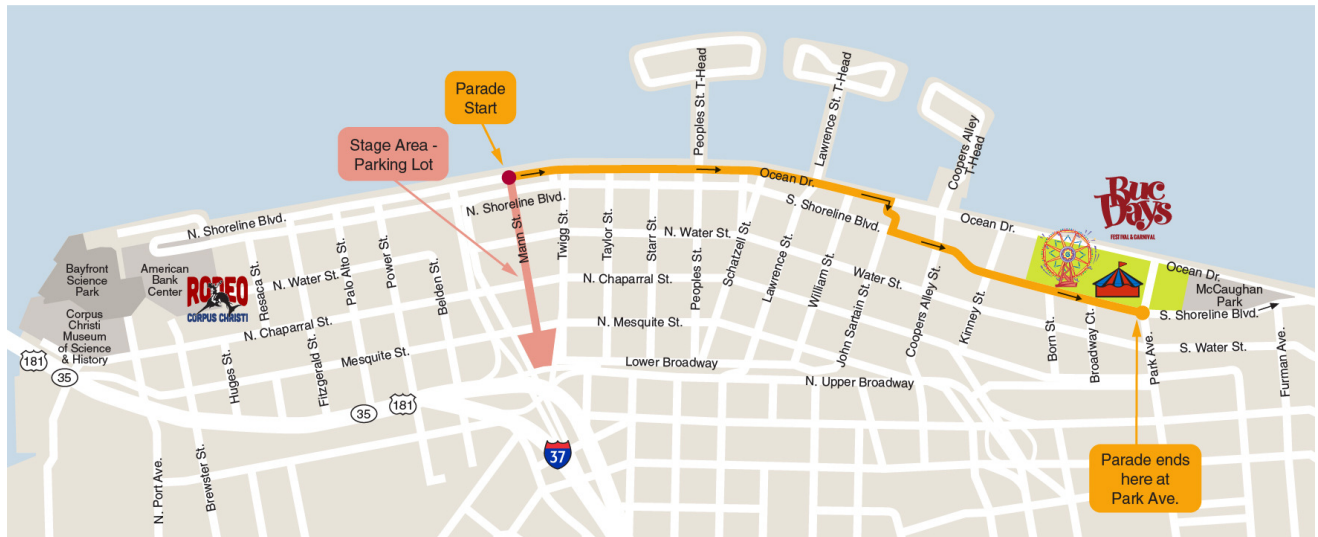 Parade
Start
Stage Area -
Parking Lot
Peoples St. T-Head
Lawrence St. T-Head
Coopers Alley
T-Head
Buc
Days
FESTIVAL & CARNIVAL
Ocean Dr.
Ocean Dr.
Ocean Dr.
N. Shoreline Blvd.
N. Shoreline Blvd.
S. Shoreline Blvd.
S. Shoreline Blvd.
Bayfront
Science
Park
American
Bank
Center
RODEO
CORPUS CHRISTI
Corpus
Christi
Museum
of Science
& History
McCaughan
Park
Resaca St.
N. Water St.
Palo Alto St.
Power St.
Belden St.
Mann St.
Twigg St.
Taylor St.
Starr St.
N. Water St.
Peoples St.
Schatzell St.
Lawrence St.
William St.
John Sartain St.
Water St.
Coopers Alley St.
Kinney St.
Born St.
Broadway Ct.
Park Ave.
Furman Ave.
S. Water St.
N. Chaparral St.
N. Chaparral St.
N. Mesquite St.
Mesquite St.
Huges St.
Fitzgerald St.
Lower Broadway
N. Upper Broadway
181
35
35
181
37
N. Port Ave.
Brewster St.
Parade ends
here at
Park Ave.